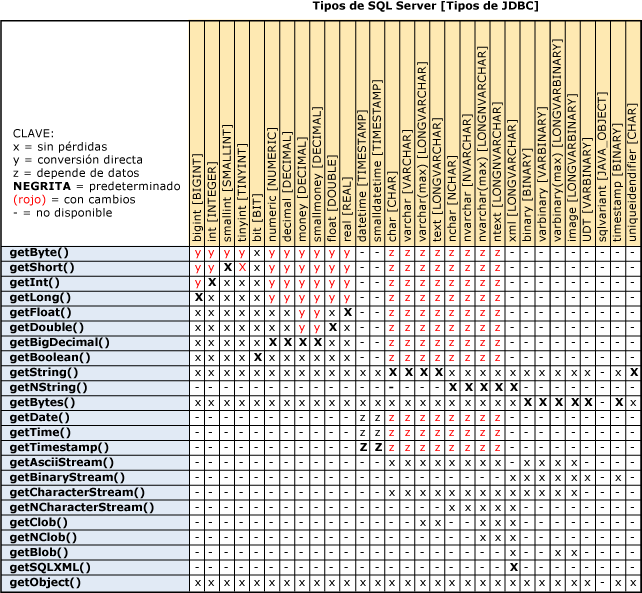 Tipos de SQL Server [Tipos de JDBC]
CLAVE:
x = sin pérdidas
y = conversión directa
z = depende de datos
NEGRITA = predeterminado
(rojo) = con cambios
- = no disponible
bigint [BIGINT]
int [INTEGER]
smallint [SMALLINT]
tinyint [TINYINT]
bit [BIT]
numeric [NUMERIC]
decimal [DECIMAL]
money [DECIMAL]
smallmoney [DECIMAL]
float [DOUBLE]
real [REAL]
datetime [TIMESTAMP]
smalldatetime [TIMESTAMP]
char [CHAR]
varchar [VARCHAR]
varchar(max) [LONGVARCHAR]
text [LONGVARCHAR]
nchar [NCHAR]
nvarchar [NVARCHAR]
nvarchar(max) [LONGNVARCHAR]
ntext [LONGNVARCHAR]
xml [LONGVARCHAR]
binary [BINARY]
varbinary [VARBINARY]
varbinary(max) [LONGVARBINARY]
image [LONGVARBINARY]
UDT [VARBINARY]
sqlvariant [JAVA_OBJECT]
timestamp [BINARY]
uniqueidentifier [CHAR]
getByte() y y y y x y y y y y y - - z z z z z z z z - - - - - - - - -
getShort() y y X X x y y y y y y - - z z z z z z z z - - - - - - - - -
getInt() y X x x x y y y y y y - - z z z z z z z z - - - - - - - - -
getLong() X x x x x y y y y y y - - z z z z z z z z - - - - - - - - -
getFloat() x x x x x x x y y x X - - z z z z z z z z - - - - - - - - -
getDouble() x x x x x x x y y X x - - z z z z z z z z - - - - - - - - -
getBigDecimal() x x x x x X X X X x x - - z z z z z z z z - - - - - - - - -
getBoolean() x x x x X x x x x x x - - z z z z z z z z - - - - - - - - -
getString() x x x x x x x x x x x x x X X X X x x x x x x x x x x - x X
getNString() - - - - - - - - - - - - - - - - - X X X X X - - - - - - - -
getBytes() x x x x x x x x x x x x x x x x x x x x x x X X X X X - X x
getDate() - - - - - - - - - - - z z z z z z z z z z - - - - - - - - -
getTime() - - - - - - - - - - - z z z z z z z z z z - - - - - - - - -
getTimestamp() - - - - - - - - - - - Z Z z z z z z z z z - - - - - - - - -
getAsciiStream() - - - - - - - - - - - - - x x x x x x x x - x x x x - - - -
getBinaryStream() - - - - - - - - - - - - - - - - - - - - - x x x x x x - x -
getCharacterStream() - - - - - - - - - - - - - x x x x x x x x x x x x x - - - -
getNCharacterStream() - - - - - - - - - - - - - - - - - x x x x x - - - - - - - -
getClob() - - - - - - - - - - - - - - - x x - - x x x - - - - - - - -
getNClob() - - - - - - - - - - - - - - - - - - - x x x - - - - - - - -
getBlob() - - - - - - - - - - - - - - - - - - - - - x - - x x - - - -
getSQLXML() - - - - - - - - - - - - - - - - - - - - - X - - - - - - - -
getObject() x x x x x x x x x x x x x x x x x x x x x x x x x x x - x x